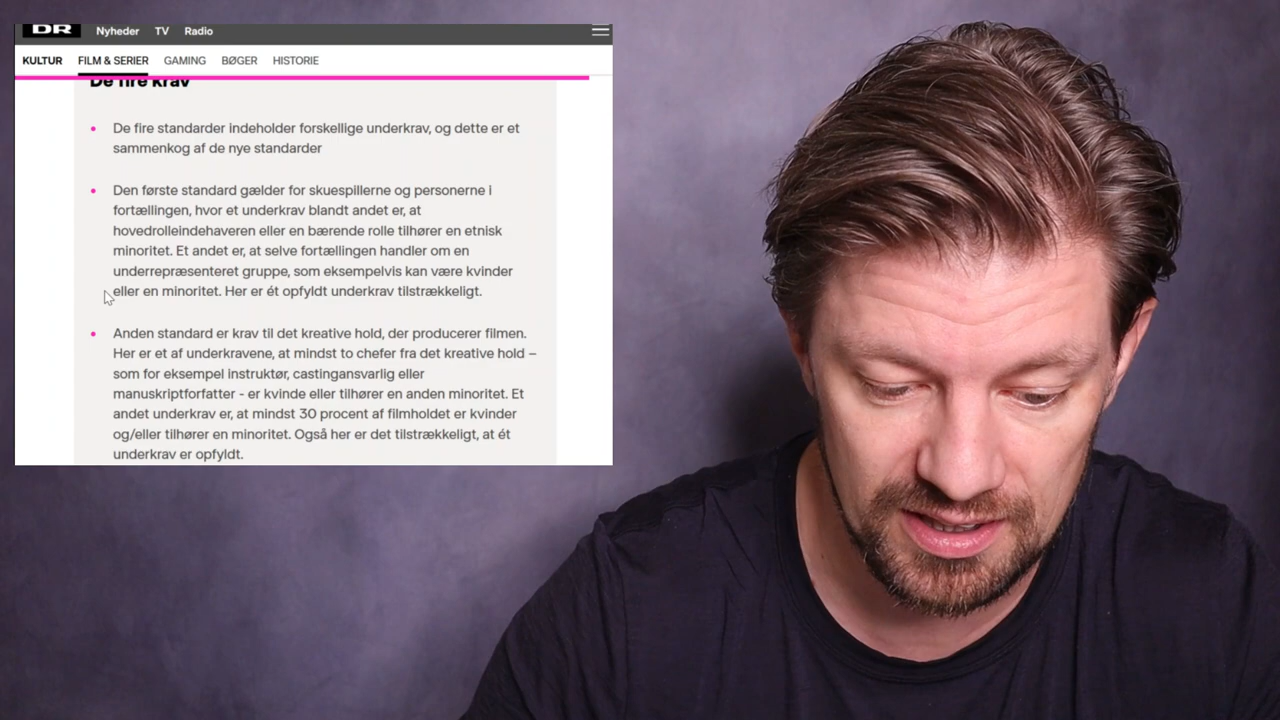 DR Nyheder TV Radio
KULTUR FILM & SERIER GAMING BØGER HISTORIE
De fire krav
De fire standarder indeholder forskellige underkrav, og dette er et
sammenkog af de nye standarder
Den første standard gælder for skuespillerne og personerne i
fortællingen, hvor et underkrav blandt andet er, at
hovedrolleindehaveren eller en bærende rolle tilhører en etnisk
minoritet. Et andet er, at selve fortællingen handler om en
underrepræsenteret gruppe, som eksempelvis kan være kvinder
eller en minoritet. Her er ét opfyldt underkrav tilstrækkeligt.
Anden standard er krav til det kreative hold, der producerer filmen.
Her er et af underkravene, at mindst to chefer fra det kreative hold –
som for eksempel instruktør, castingansvarlig eller
manuskriptforfatter - er kvinde eller tilhører en anden minoritet. Et
andet underkrav er, at mindst 30 procent af filmholdet er kvinder
og/eller tilhører en minoritet. Også her er det tilstrækkeligt, at ét
underkrav er opfyldt.